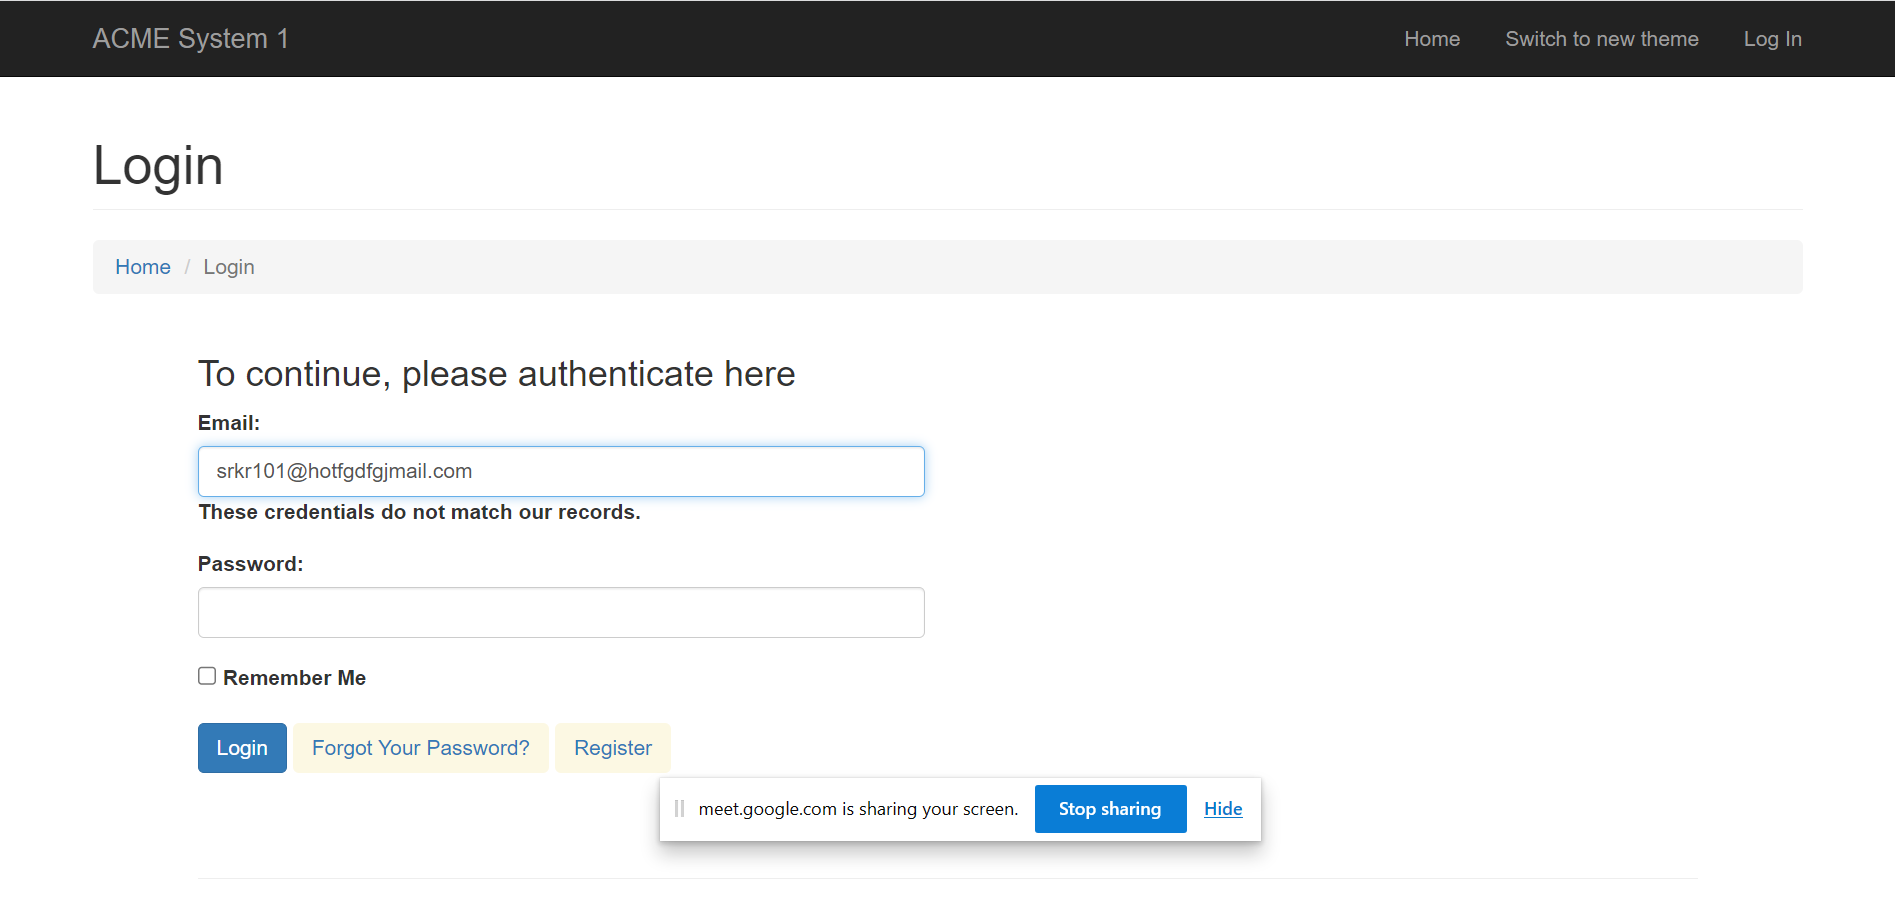 ACME System 1 Home Switch to new theme Log In
Login
Home / Login
To continue, please authenticate here
Email:
srkr101@hotfgdfgjmail.com
These credentials do not match our records.
Password:
Remember Me
Login Forgot Your Password? Register
meet.google.com is sharing your screen. Stop sharing Hide